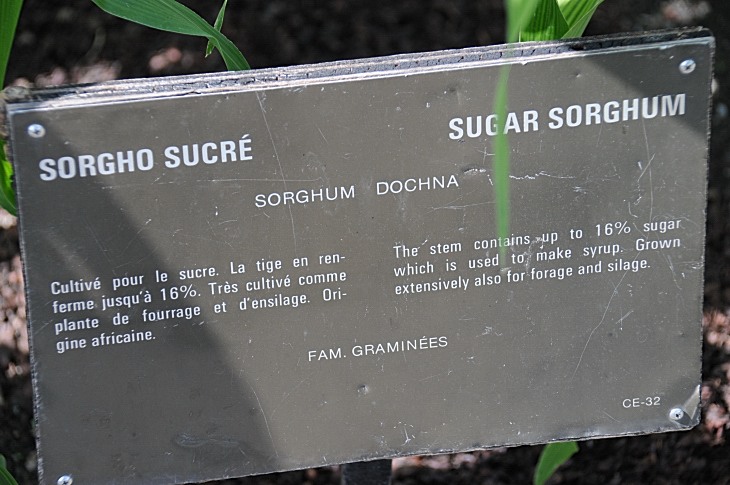 SORGHO SUCRÉ
SUGAR SORGHUM
SORGHUM DOCHNA
Cultivé pour le sucre. La tige en ren-
ferme jusqu'à 16%. Très cultivé comme
plante de fourrage et d'ensilage. Ori-
gine africaine.
The stem contains up to 16% sugar
which is used to make syrup. Grown
extensively also for forage and silage.
FAM. GRAMINÉES
CE-32